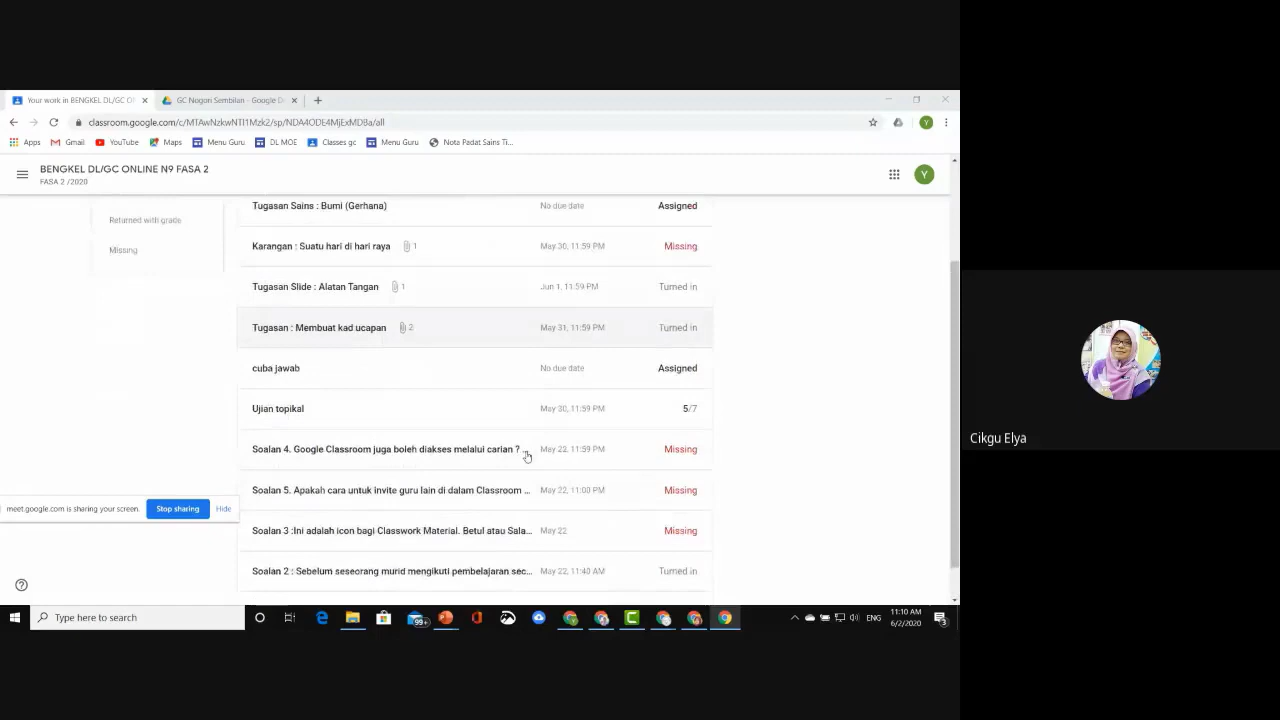 Your work in BENGKEL DL/GC O
GC Nogori Sembilan - Google D
classroom.google.com/c/MTAwNzkwNTI1Mzk2/sp/NDA4ODE4MjExMDBa/all
Apps Gmail YouTube Maps Menu Guru DL MOE Classes gc Menu Guru Nota Padat Sains Ti...
BENGKEL DL/GC ONLINE N9 FASA 2
FASA 2 /2020
Y
Y
Returned with grade
Missing
Tugasan Sains : Bumi (Gerhana) No due date Assigned
Karangan : Suatu hari di hari raya 1 May 30, 11:59 PM Missing
Tugasan Slide : Alatan Tangan 1 Jun 1, 11:59 PM Turned in
Tugasan : Membuat kad ucapan 2 May 31, 11:59 PM Turned in
cuba jawab No due date Assigned
Ujian topikal May 30, 11:59 PM 5/7
Soalan 4. Google Classroom juga boleh diakses melalui carian ? ... May 22, 11:59 PM Missing
Soalan 5. Apakah cara untuk invite guru lain di dalam Classroom ... May 22, 11:00 PM Missing
Soalan 3 :Ini adalah icon bagi Classwork Material. Betul atau Sala... May 22 Missing
Soalan 2 : Sebelum seseorang murid mengikuti pembelajaran sec... May 22, 11:40 AM Turned in
meet.google.com is sharing your screen. Stop sharing Hide
Cikgu Elya
Type here to search
99+
ENG
11:10 AM
6/2/2020
3